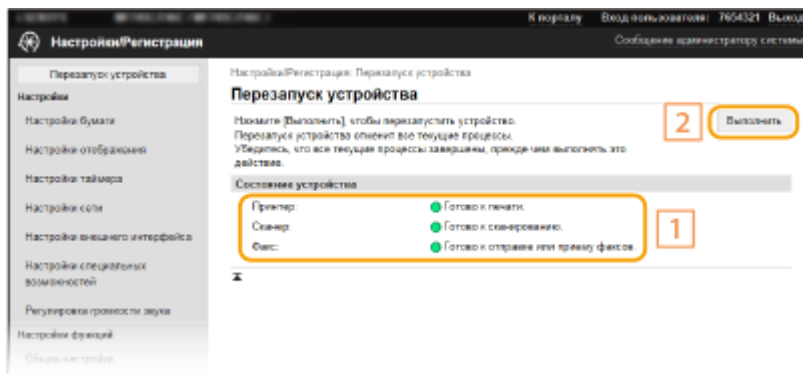 К порталу Вход пользователя: 7654321 Выход
Настройки/Регистрация Сообщение администратору системы
Перезапуск устройства
Настройки
Настройки бумаги
Настройки отображения
Настройки таймера
Настройки сети
Настройки внешнего интерфейса
Настройки специальных
возможностей
Регулировка громкости звука
Настройки функций
Общие настройки
Настройки/Регистрация: Перезапуск устройства
Перезапуск устройства
Нажмите [Выполнить], чтобы перезапустить устройство.
Перезапуск устройства отменит все текущие процессы.
Убедитесь, что все текущие процессы завершены, прежде чем выполнять это
действие.
2
Выполнить
Состояние устройства
Принтер: Готово к печати.
Сканер: Готово к сканированию.
Факс: Готово к отправке или приему факсов.
1